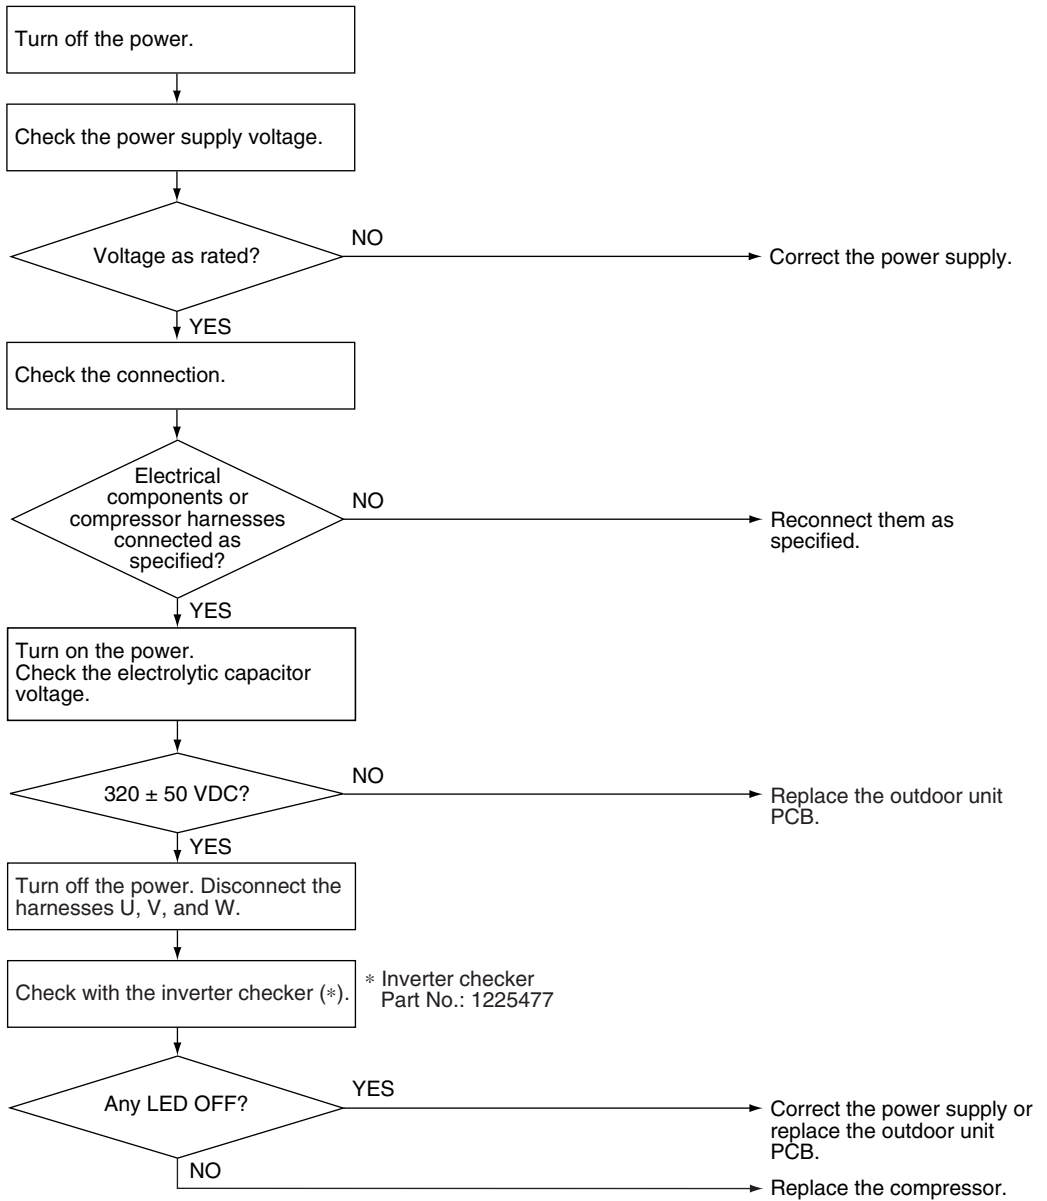 Turn off the power.
Check the power supply voltage.
Voltage as rated?
NO
Correct the power supply.
YES
Check the connection.
Electrical
components or
compressor harnesses
connected as
specified?
NO
Reconnect them as
specified.
YES
Turn on the power.
Check the electrolytic capacitor
voltage.
320 ± 50 VDC?
NO
Replace the outdoor unit
PCB.
YES
Turn off the power. Disconnect the
harnesses U, V, and W.
Check with the inverter checker (∗).
∗ Inverter checker
Part No.: 1225477
Any LED OFF?
YES
Correct the power supply or
replace the outdoor unit
PCB.
NO
Replace the compressor.